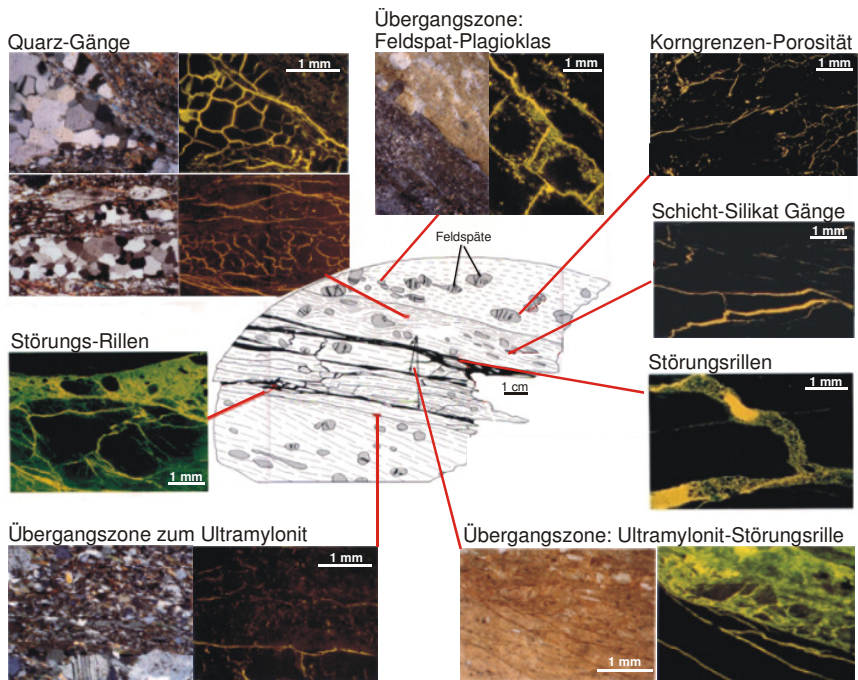 Übergangszone:
Feldspat-Plagioklas
Quarz-Gänge
Korngrenzen-Porosität
1 mm
1 mm
1 mm
Schicht-Silikat Gänge
1 mm
Feldspäte
Störungs-Rillen
1 mm
1 cm
Störungsrillen
1 mm
Übergangszone zum Ultramylonit
1 mm
Übergangszone: Ultramylonit-Störungsrille
1 mm